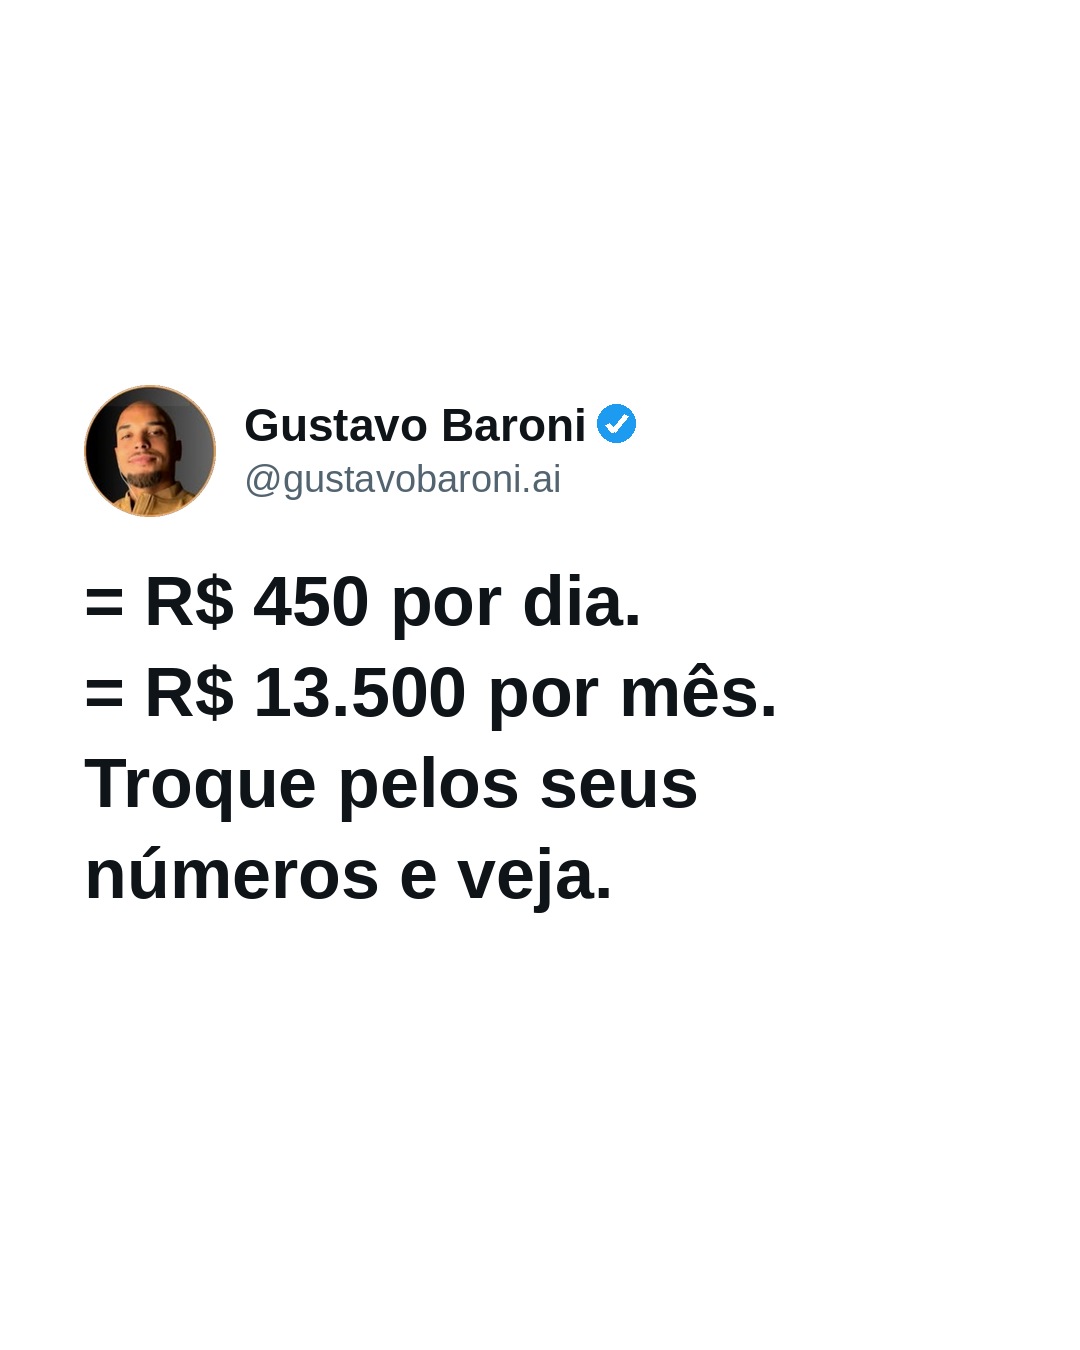 Gustavo Baroni
@gustavobaroni.ai
= R$ 450 por dia.
= R$ 13.500 por mês.
Troque pelos seus
números e veja.